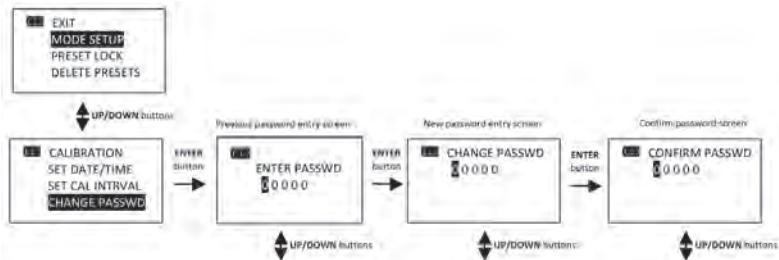 EXIT
MODE SETUP
PRESET LOCK
DELETE PRESETS
UP/DOWN buttons
CALIBRATION
SET DATE/TIME
SET CAL INTRVAL
CHANGE PASSWD
ENTER
button
Previous password entry screen
ENTER PASSWD
00000
UP/DOWN buttons
ENTER
button
New password entry screen
CHANGE PASSWD
00000
UP/DOWN buttons
ENTER
button
Confirm password screen
CONFIRM PASSWD
00000
UP/DOWN buttons